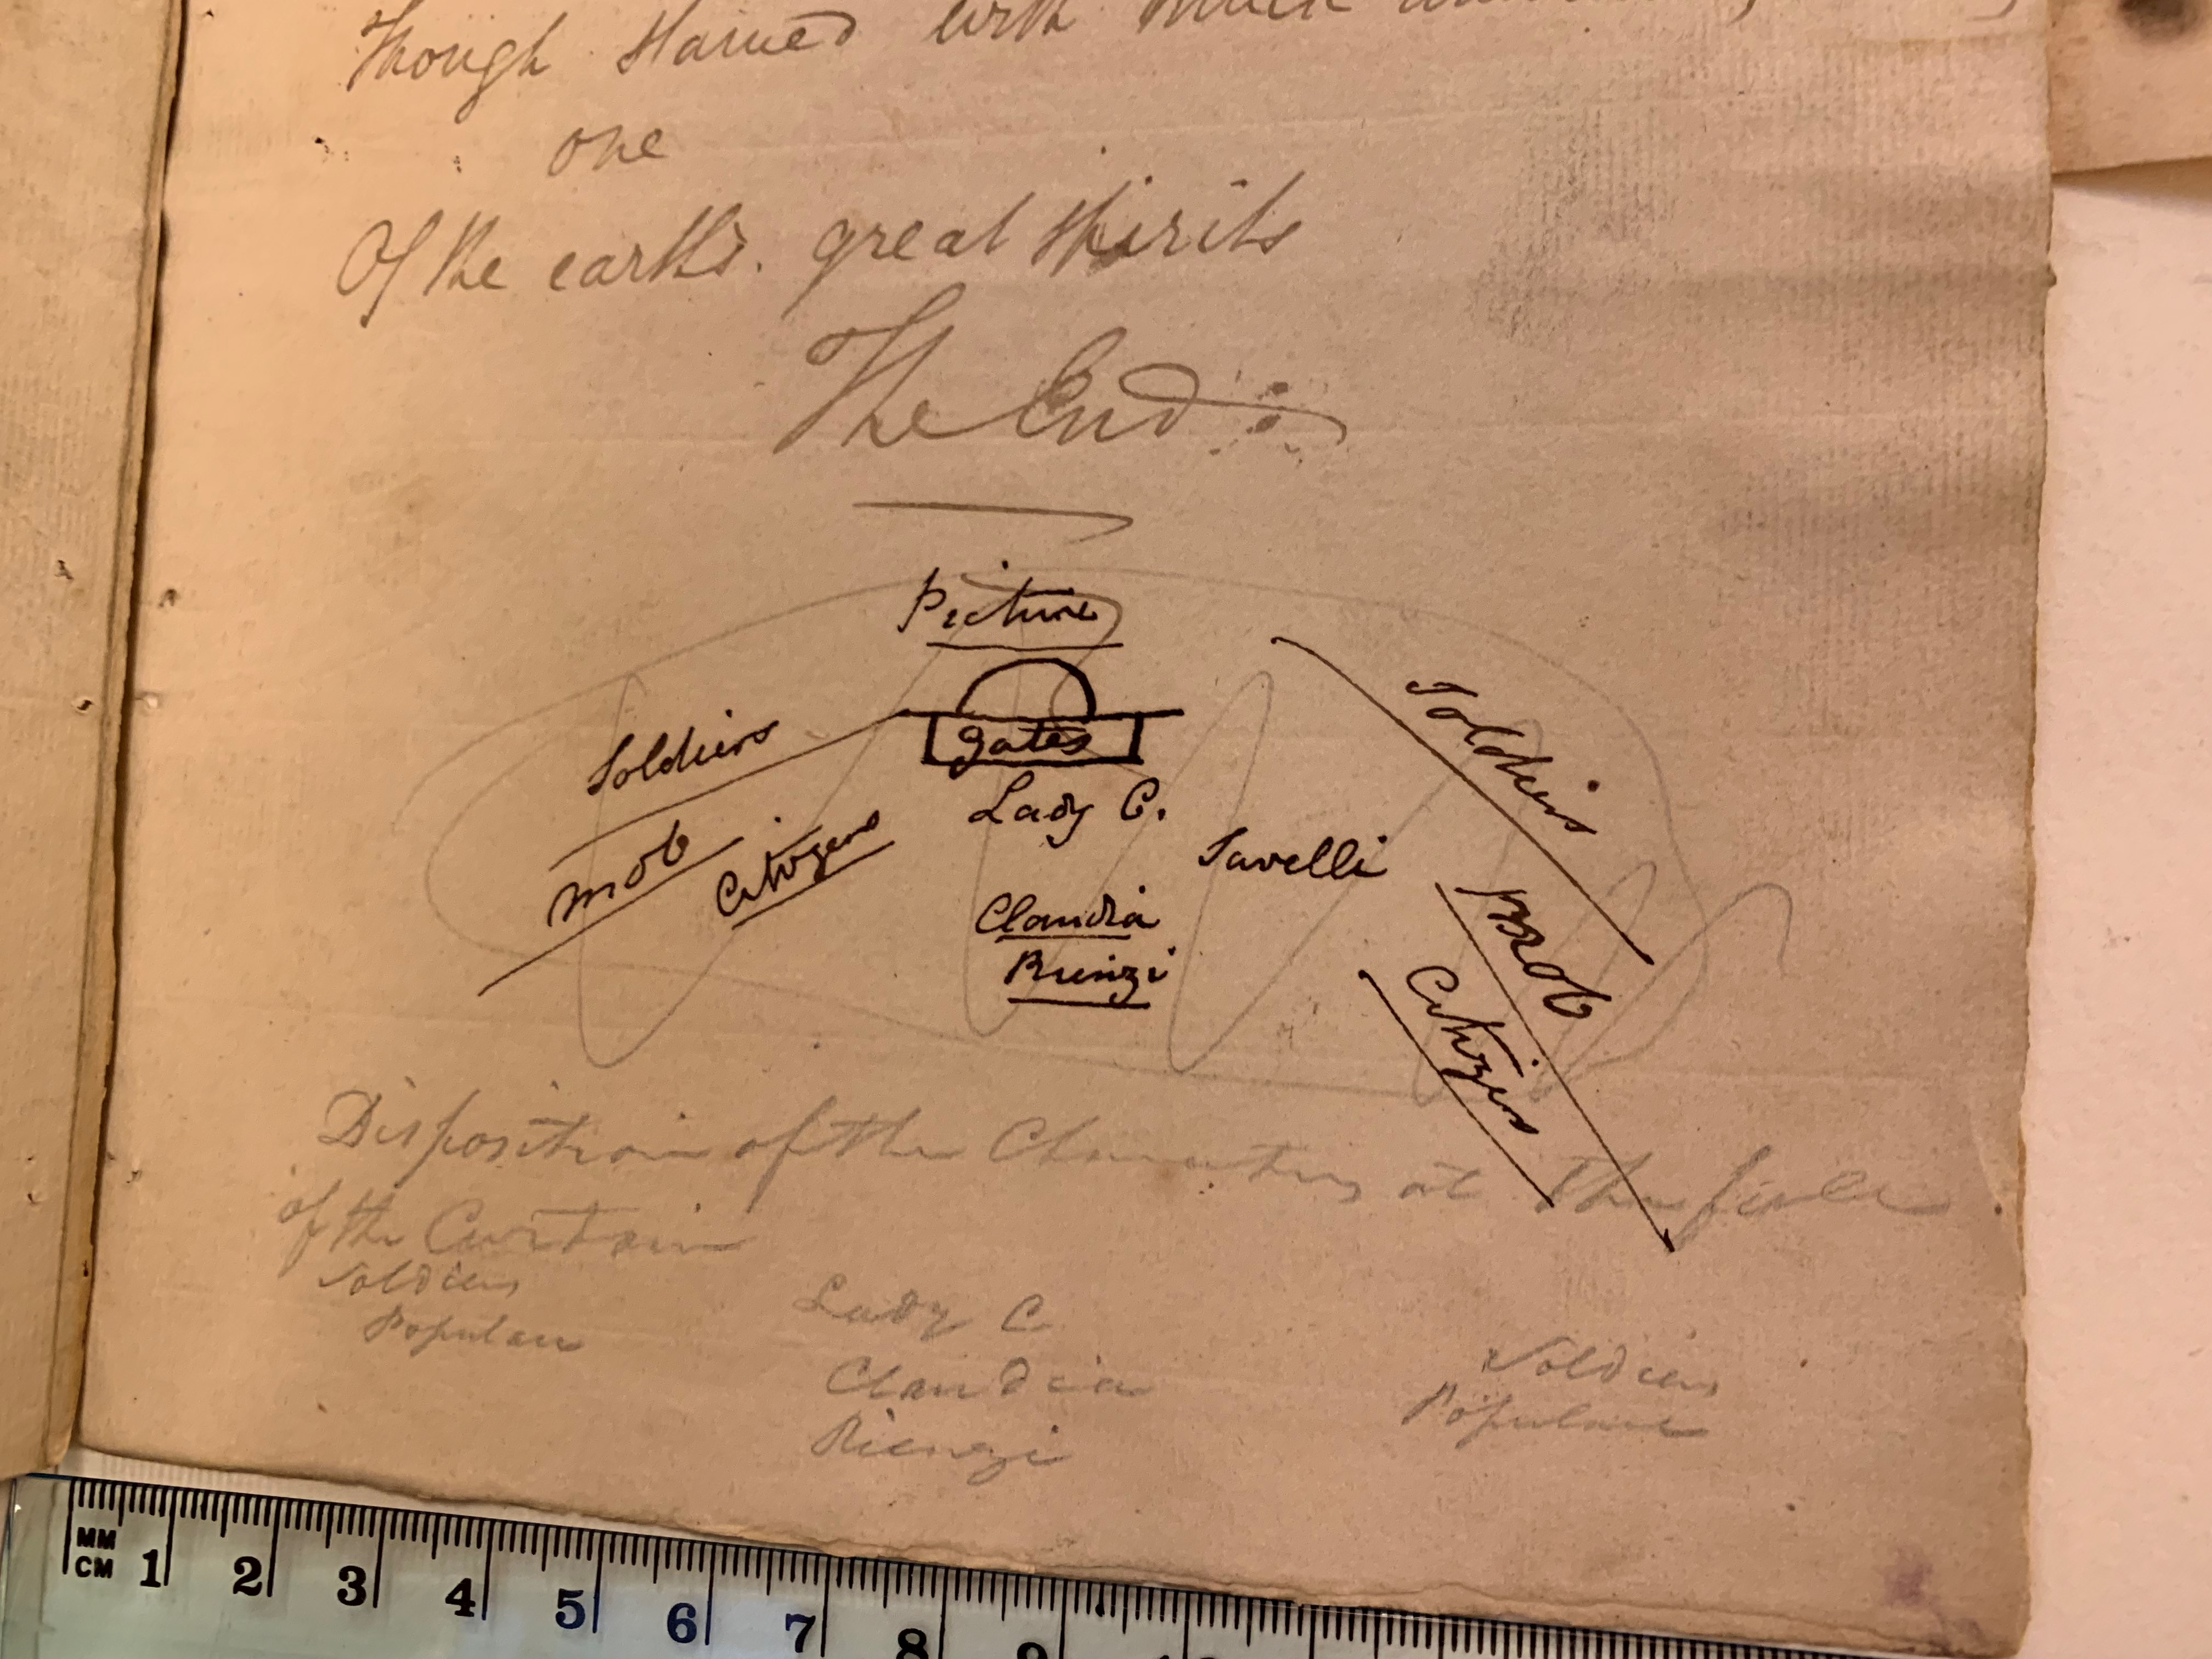 Though stained with much
one
Of the earth's great spirits
The End
Picture
gates
Soldiers
Soldiers
Lady C.
mob
Citizens
Savelli
mob
Claudia
Citizens
Rienzi
Disposition of the Characters at the fall
of the Curtain
Soldiers
Populace
Lady C
Claudia
Rienzi
Soldiers
Populace
MM
CM 1 2 3 4 5 6 7 8 9